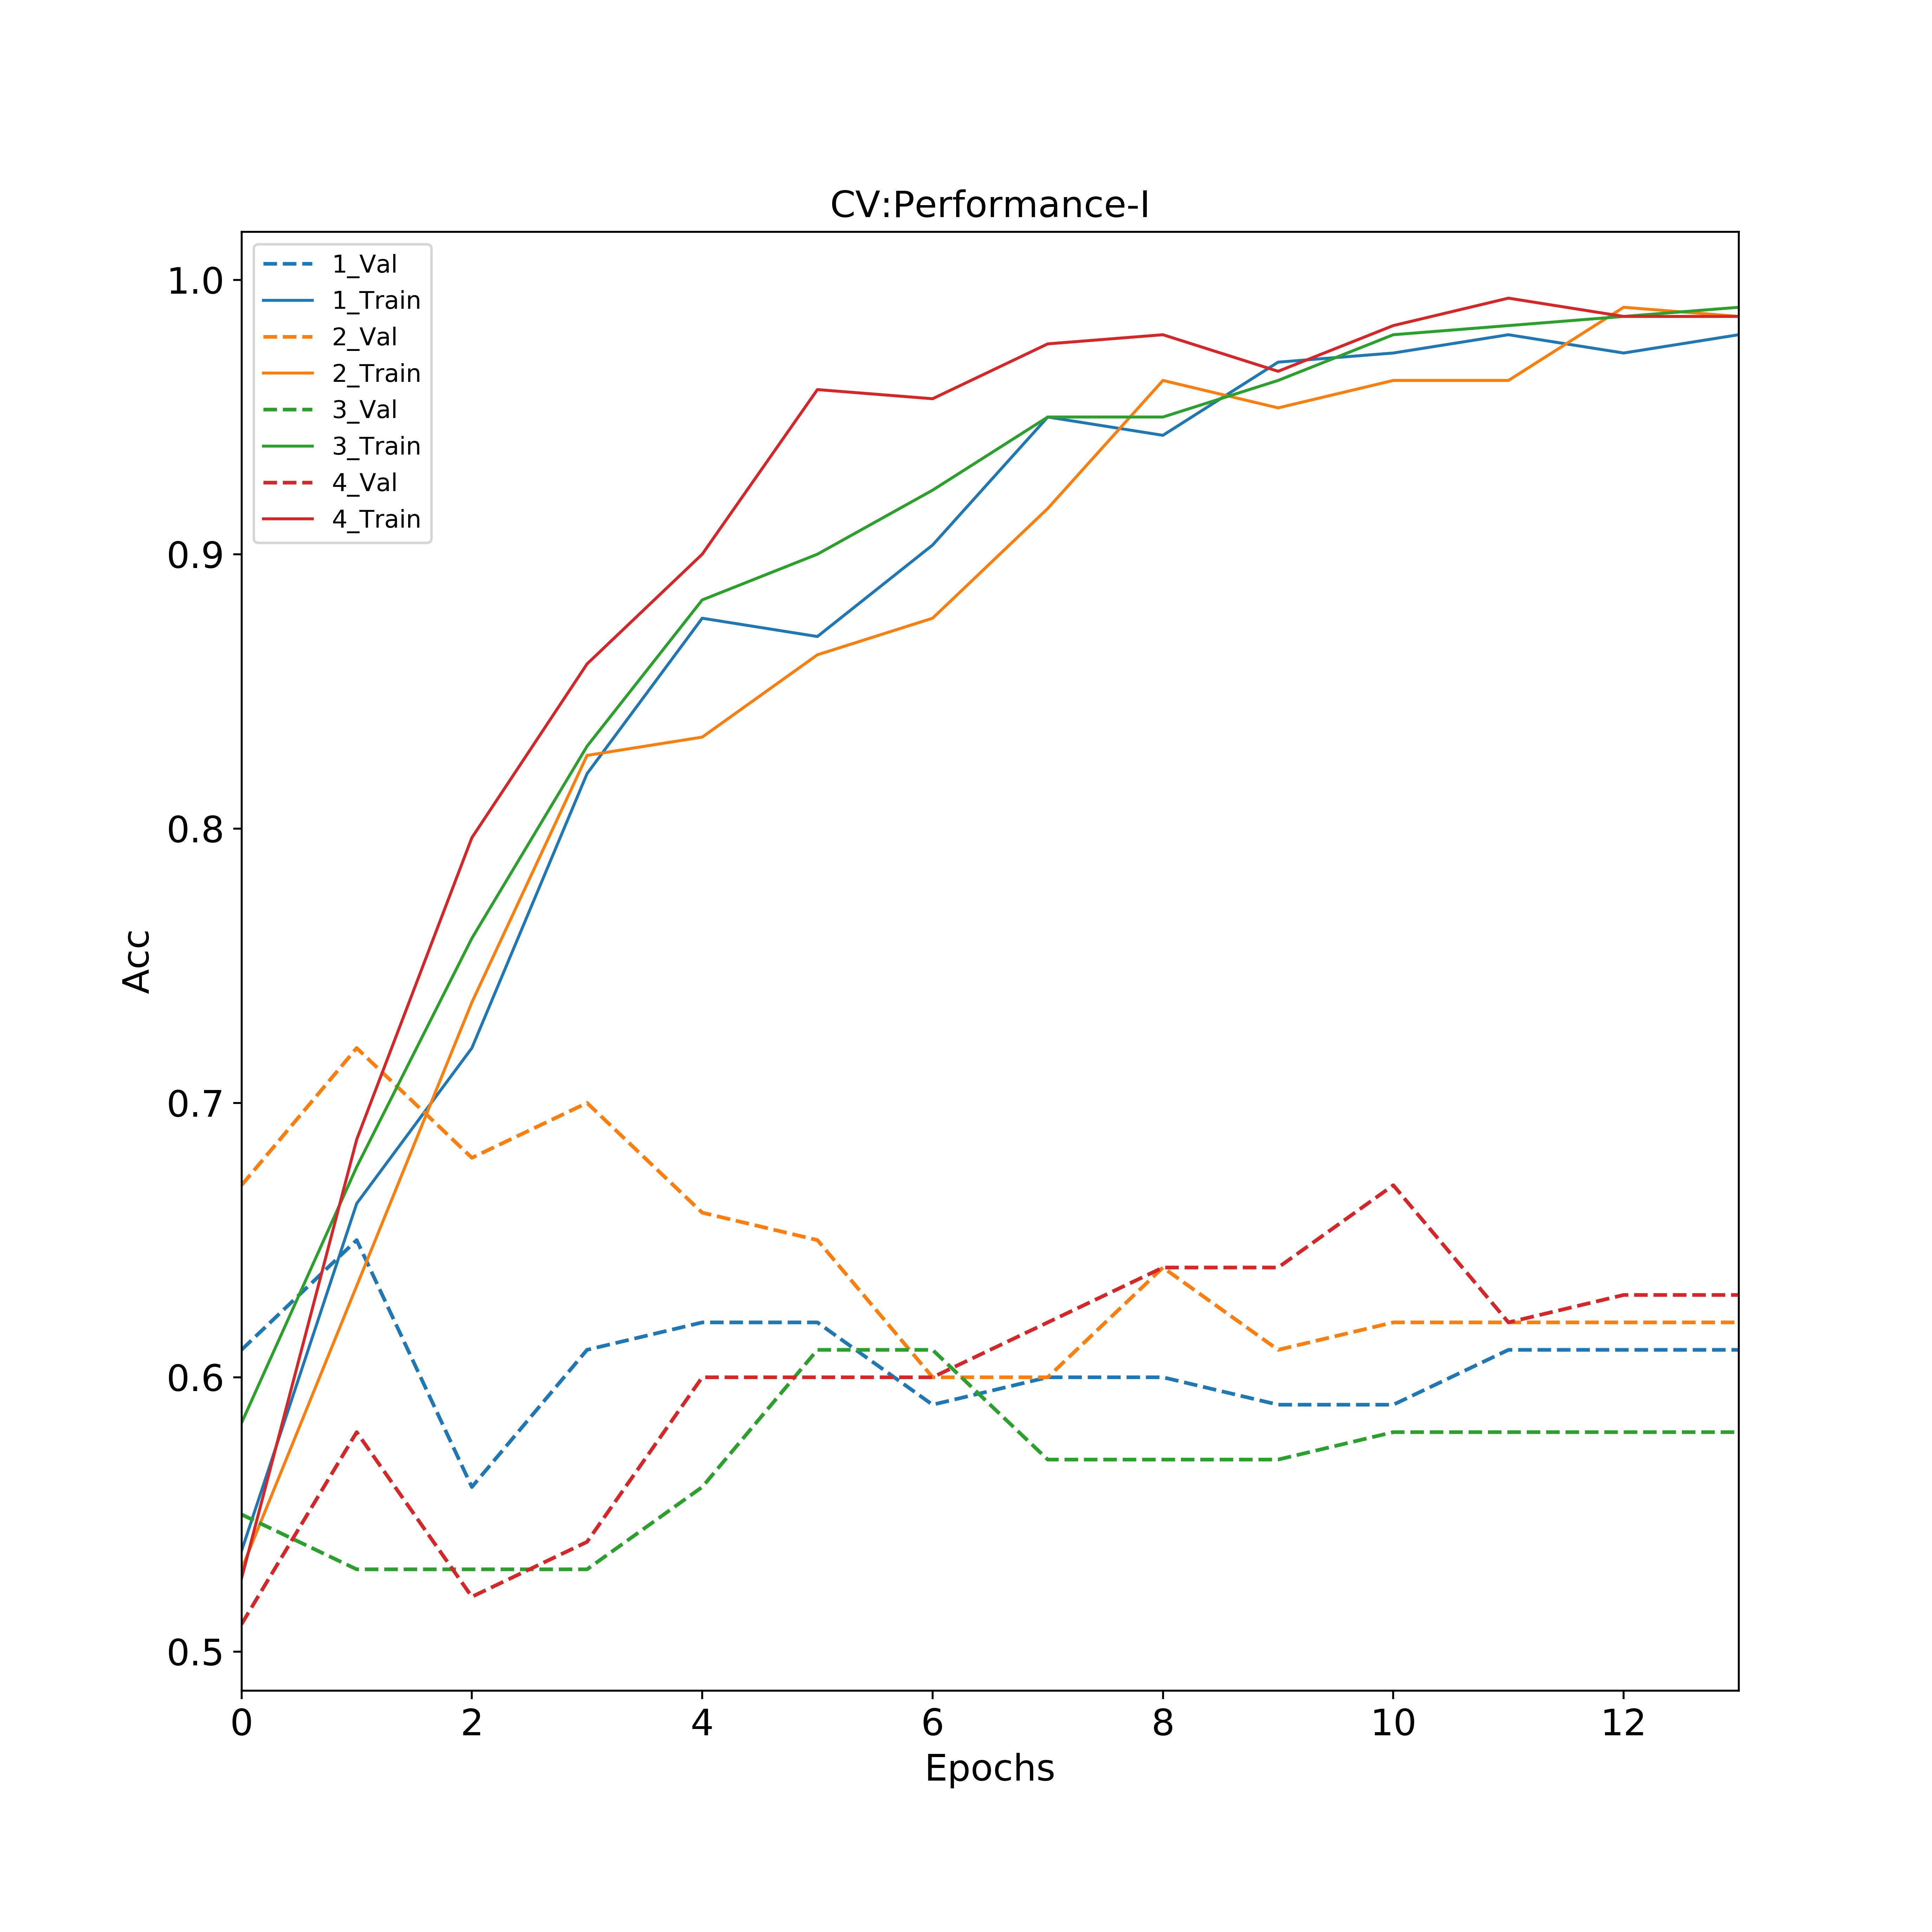 CV:Performance-I
1.0
0.9
0.8
0.7
0.6
0.5
Acc
1_Val
1_Train
2_Val
2_Train
3_Val
3_Train
4_Val
4_Train
0 2 4 6 8 10 12
Epochs